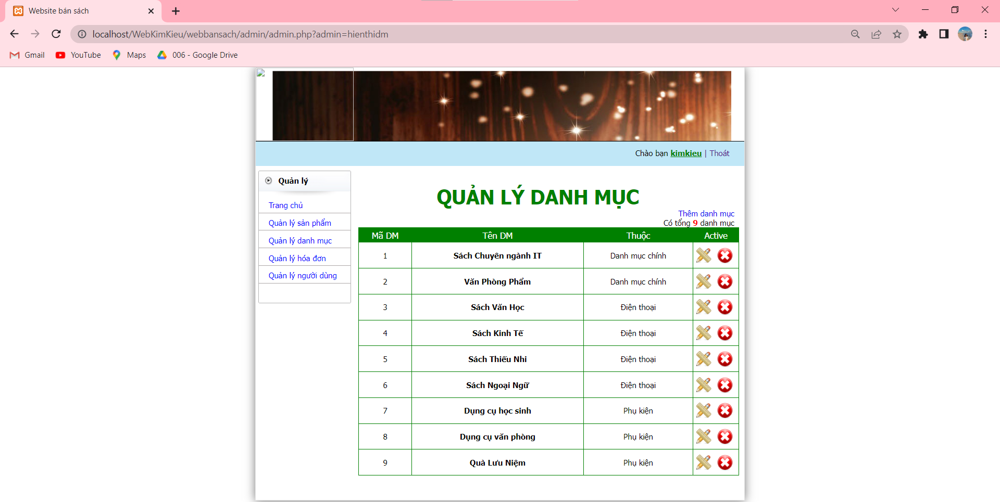 Website bán sách
localhost/WebKimKieu/webbansach/admin/admin.php?admin=hienthidm
Gmail YouTube Maps 006 - Google Drive
Chào bạn kimkieu | Thoát
Quản lý
Trang chủ
Quản lý sản phẩm
Quản lý danh mục
Quản lý hóa đơn
Quản lý người dùng
QUẢN LÝ DANH MỤC
Thêm danh mục
Có tổng 9 danh mục
Mã DM Tên DM Thuộc Active
1 Sách Chuyên ngành IT Danh mục chính
2 Văn Phòng Phẩm Danh mục chính
3 Sách Văn Học Điện thoại
4 Sách Kinh Tế Điện thoại
5 Sách Thiếu Nhi Điện thoại
6 Sách Ngoại Ngữ Điện thoại
7 Dụng cụ học sinh Phụ kiện
8 Dụng cụ văn phòng Phụ kiện
9 Quà Lưu Niệm Phụ kiện